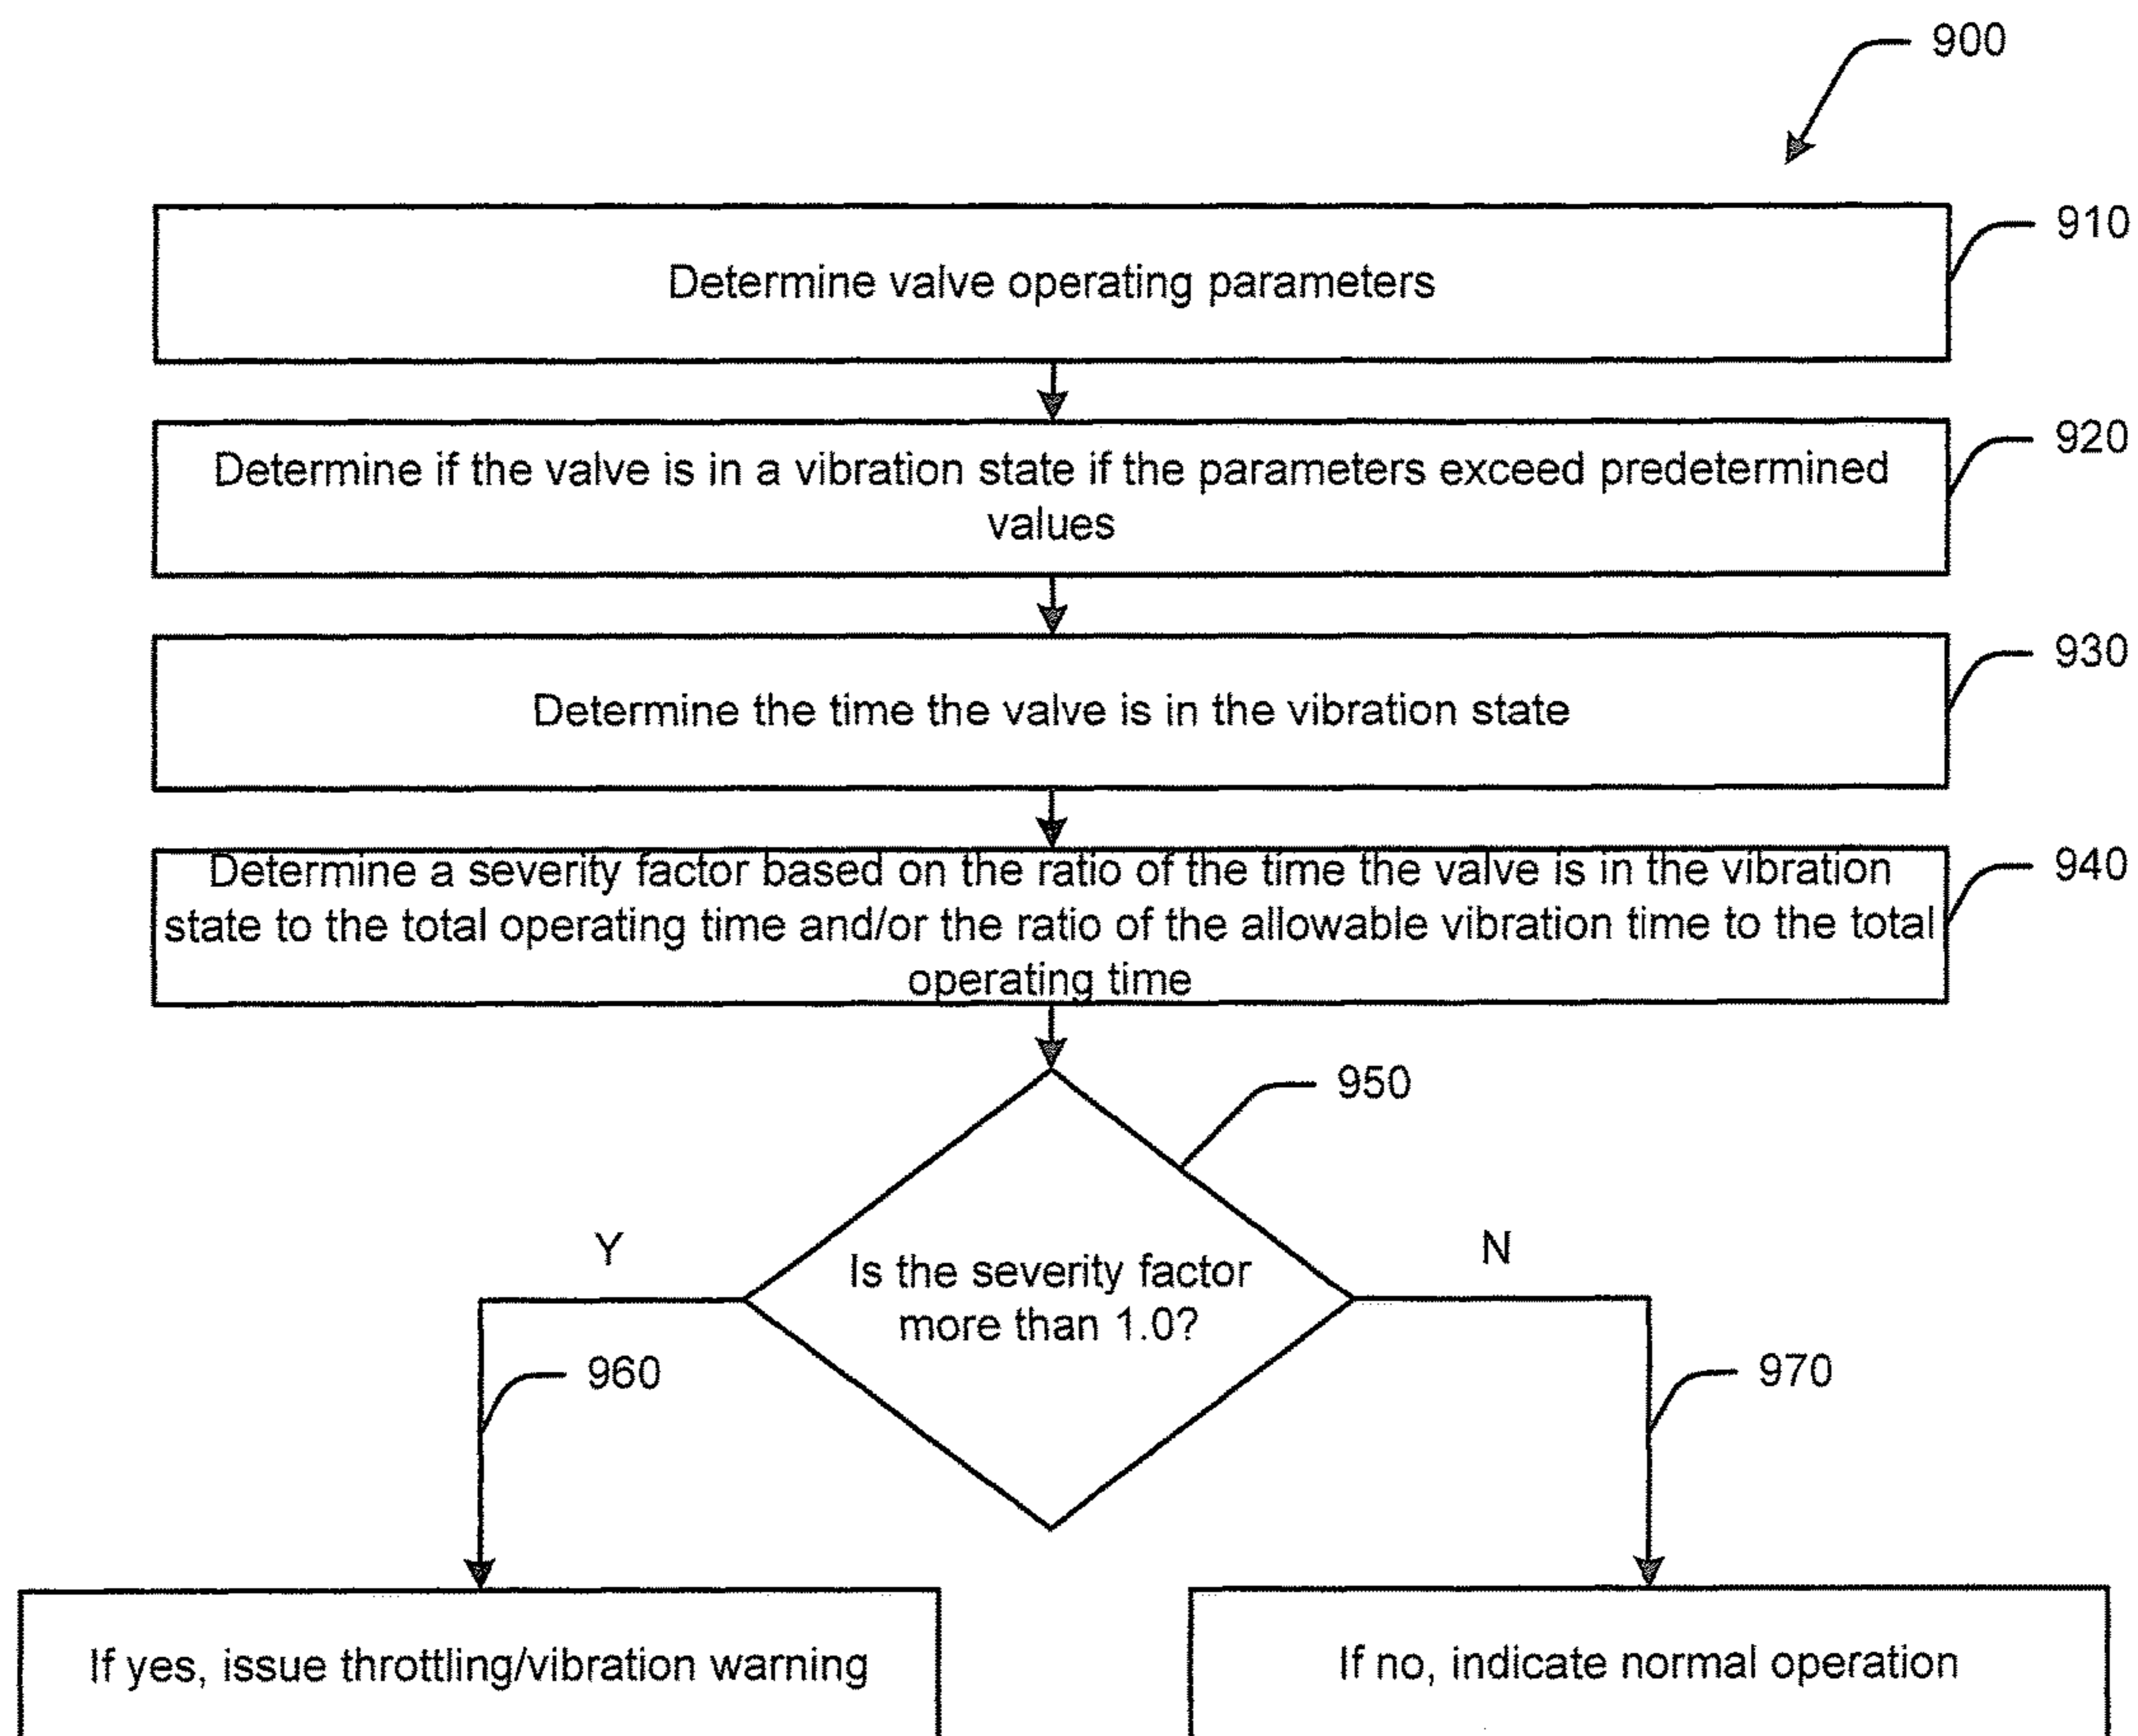 900
910
Determine valve operating parameters
920
Determine if the valve is in a vibration state if the parameters exceed predetermined
values
930
Determine the time the valve is in the vibration state
940
Determine a severity factor based on the ratio of the time the valve is in the vibration
state to the total operating time and/or the ratio of the allowable vibration time to the total
operating time
950
Y
N
Is the severity factor
more than 1.0?
960
970
If yes, issue throttling/vibration warning
If no, indicate normal operation